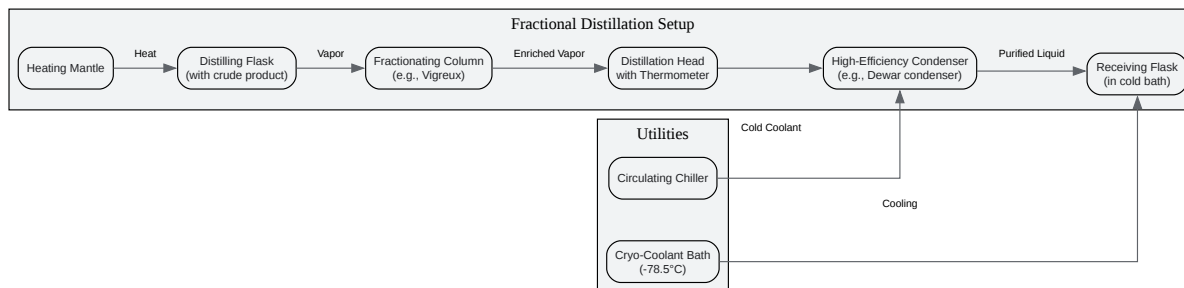 Fractional Distillation Setup
Heating Mantle
Heat
Distilling Flask
(with crude product)
Vapor
Fractionating Column
(e.g., Vigreux)
Enriched Vapor
Distillation Head
with Thermometer
High-Efficiency Condenser
(e.g., Dewar condenser)
Purified Liquid
Receiving Flask
(in cold bath)
Utilities
Cold Coolant
Circulating Chiller
Cooling
Cryo-Coolant Bath
(-78.5°C)